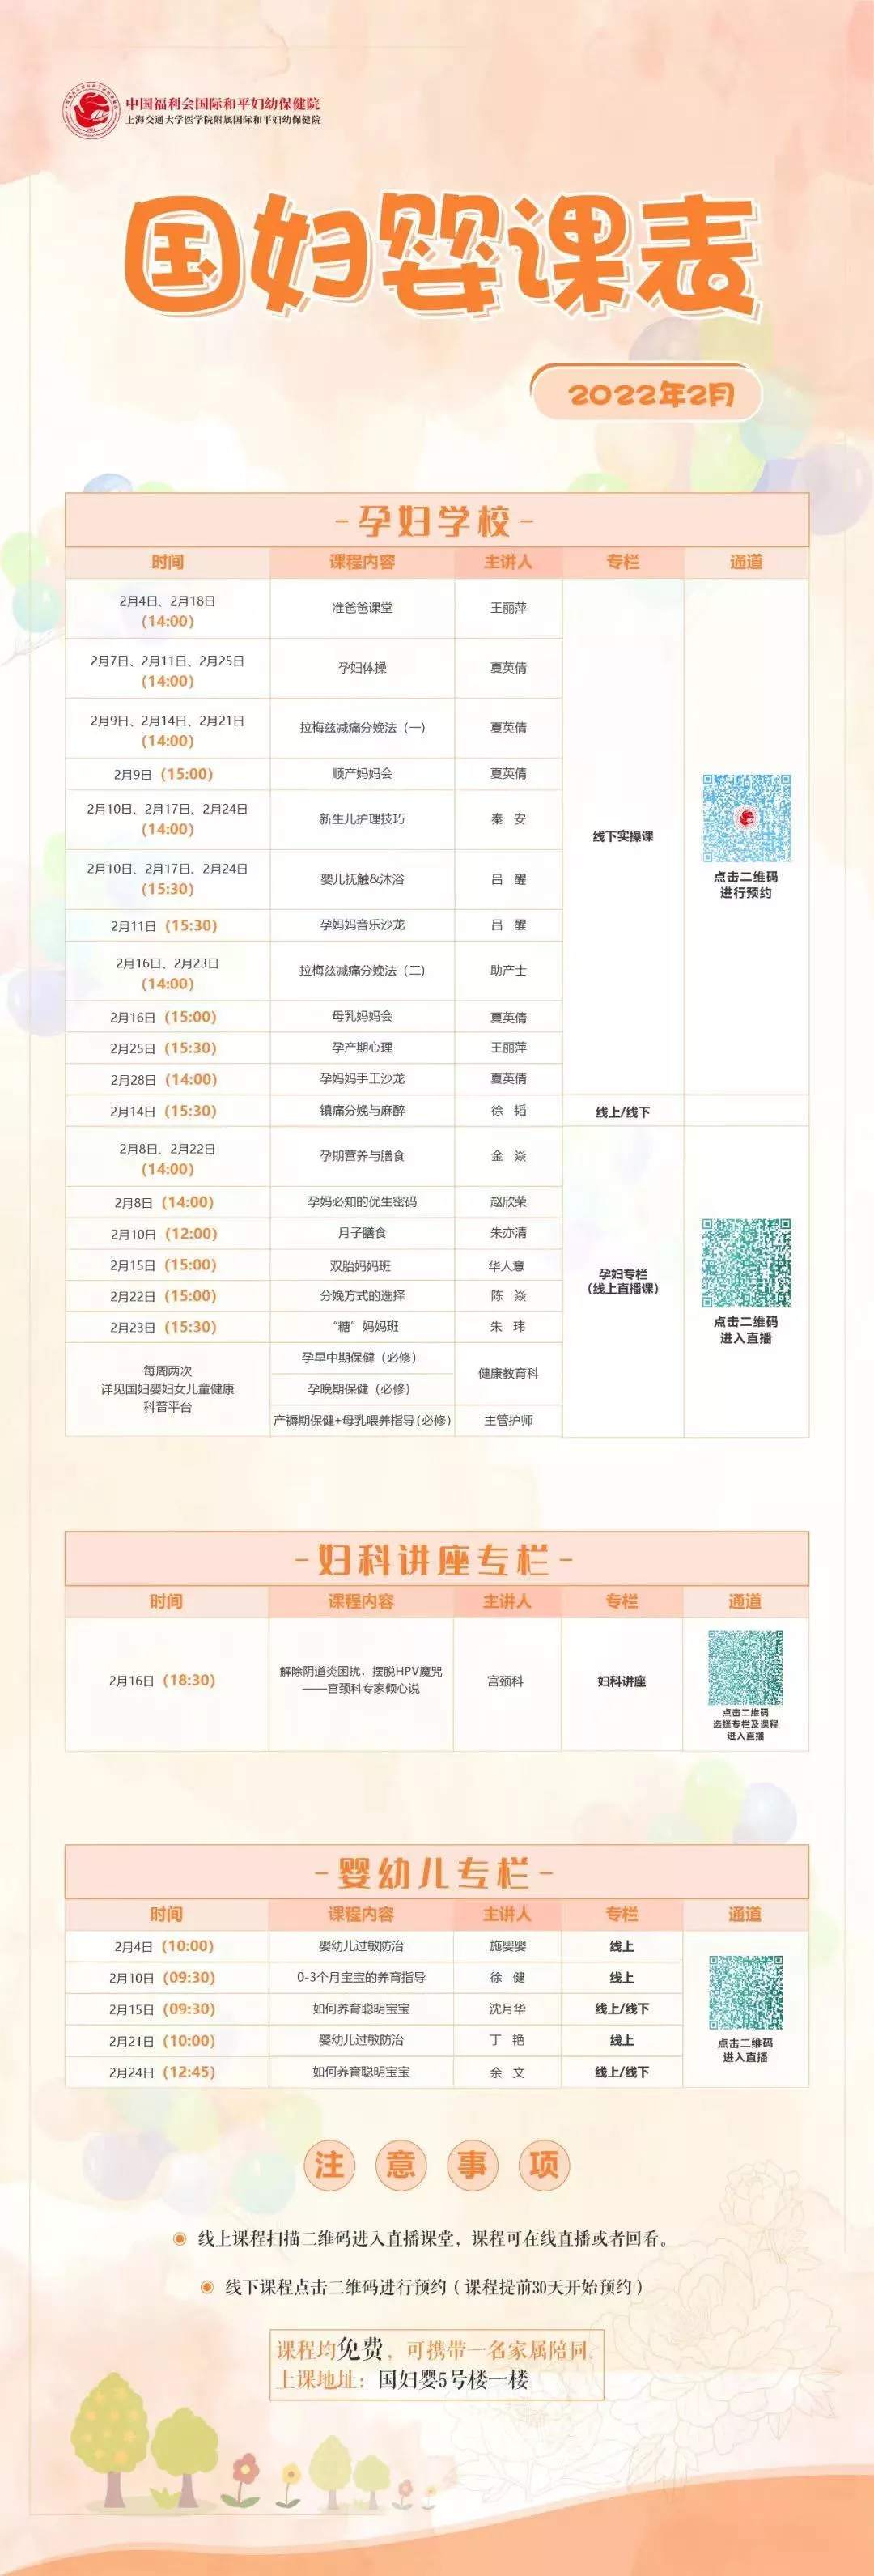 中国福利会国际和平妇幼保健院
上海交通大学医学院附属国际和平妇幼保健院
国妇婴课表
2022年2月
-孕妇学校-
时间 课程内容 主讲人 专栏 通道
2月4日、2月18日
(14:00)
准爸爸课堂 王丽萍
2月7日、2月11日、2月25日
(14:00)
孕妇体操 夏英倩
2月9日、2月14日、2月21日
(14:00)
拉梅兹减痛分娩法（一） 夏英倩
2月9日 (15:00) 顺产妈妈会 夏英倩
2月10日、2月17日、2月24日
(14:00)
新生儿护理技巧 秦 安
线下实操课
点击二维码
进行预约
2月10日、2月17日、2月24日
(15:30)
婴儿抚触&沐浴 吕 醒
2月11日 (15:30) 孕妈妈音乐沙龙 吕 醒
2月16日、2月23日
(14:00)
拉梅兹减痛分娩法（二） 助产士
2月16日 (15:00) 母乳妈妈会 夏英倩
2月25日 (15:30) 孕产期心理 王丽萍
2月28日 (14:00) 孕妈妈手工沙龙 夏英倩
2月14日 (15:30) 镇痛分娩与麻醉 徐 韬 线上/线下
2月8日、2月22日
(14:00)
孕期营养与膳食 金 焱
2月8日 (14:00) 孕妈必知的优生密码 赵欣荣
2月10日 (12:00) 月子膳食 朱亦清
2月15日 (15:00) 双胎妈妈班 华人意
孕妇专栏
（线上直播课）
2月22日 (15:00) 分娩方式的选择 陈 焱
点击二维码
进入直播
2月23日 (15:30) “糖”妈妈班 朱 玮
每周两次
详见国妇婴妇女儿童健康
科普平台
孕早中期保健（必修）
孕晚期保健（必修）
健康教育科
产褥期保健+母乳喂养指导(必修) 主管护师
-妇科讲座专栏-
时间 课程内容 主讲人 专栏 通道
2月16日 (18:30)
解除阴道炎困扰，摆脱HPV魔咒
——宫颈科专家倾心说
宫颈科 妇科讲座
点击二维码
选择专栏及课程
进入直播
-婴幼儿专栏-
时间 课程内容 主讲人 专栏 通道
2月4日 (10:00) 婴幼儿过敏防治 施婴婴 线上
2月10日 (09:30) 0-3个月宝宝的养育指导 徐 健 线上
2月15日 (09:30) 如何养育聪明宝宝 沈月华 线上/线下
2月21日 (10:00) 婴幼儿过敏防治 丁 艳 线上
2月24日 (12:45) 如何养育聪明宝宝 余 文 线上/线下
点击二维码
进入直播
注意事项
线上课程扫描二维码进入直播课堂，课程可在线直播或者回看。
线下课程点击二维码进行预约（课程提前30天开始预约）
课程均免费，可携带一名家属陪同
上课地址：国妇婴5号楼一楼